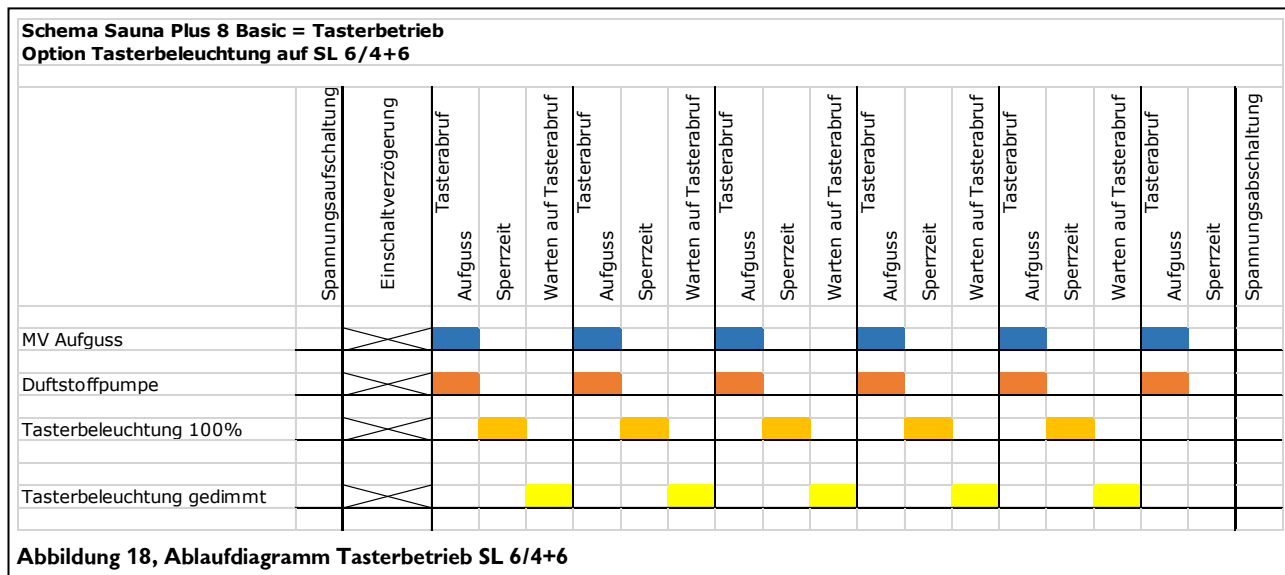 Schema Sauna Plus 8 Basic = Tasterbetrieb
Option Tasterbeleuchtung auf SL 6/4+6
Spannungsaufschaltung
Einschaltverzögerung
Tasterabruf
Aufguss
Sperrzeit
Warten auf Tasterabruf
Tasterabruf
Aufguss
Sperrzeit
Warten auf Tasterabruf
Tasterabruf
Aufguss
Sperrzeit
Warten auf Tasterabruf
Tasterabruf
Aufguss
Sperrzeit
Warten auf Tasterabruf
Tasterabruf
Aufguss
Sperrzeit
Warten auf Tasterabruf
Tasterabruf
Aufguss
Sperrzeit
Spannungsabschaltung
MV Aufguss
Duftstoffpumpe
Tasterbeleuchtung 100%
Tasterbeleuchtung gedimmt
Abbildung 18, Ablaufdiagramm Tasterbetrieb SL 6/4+6